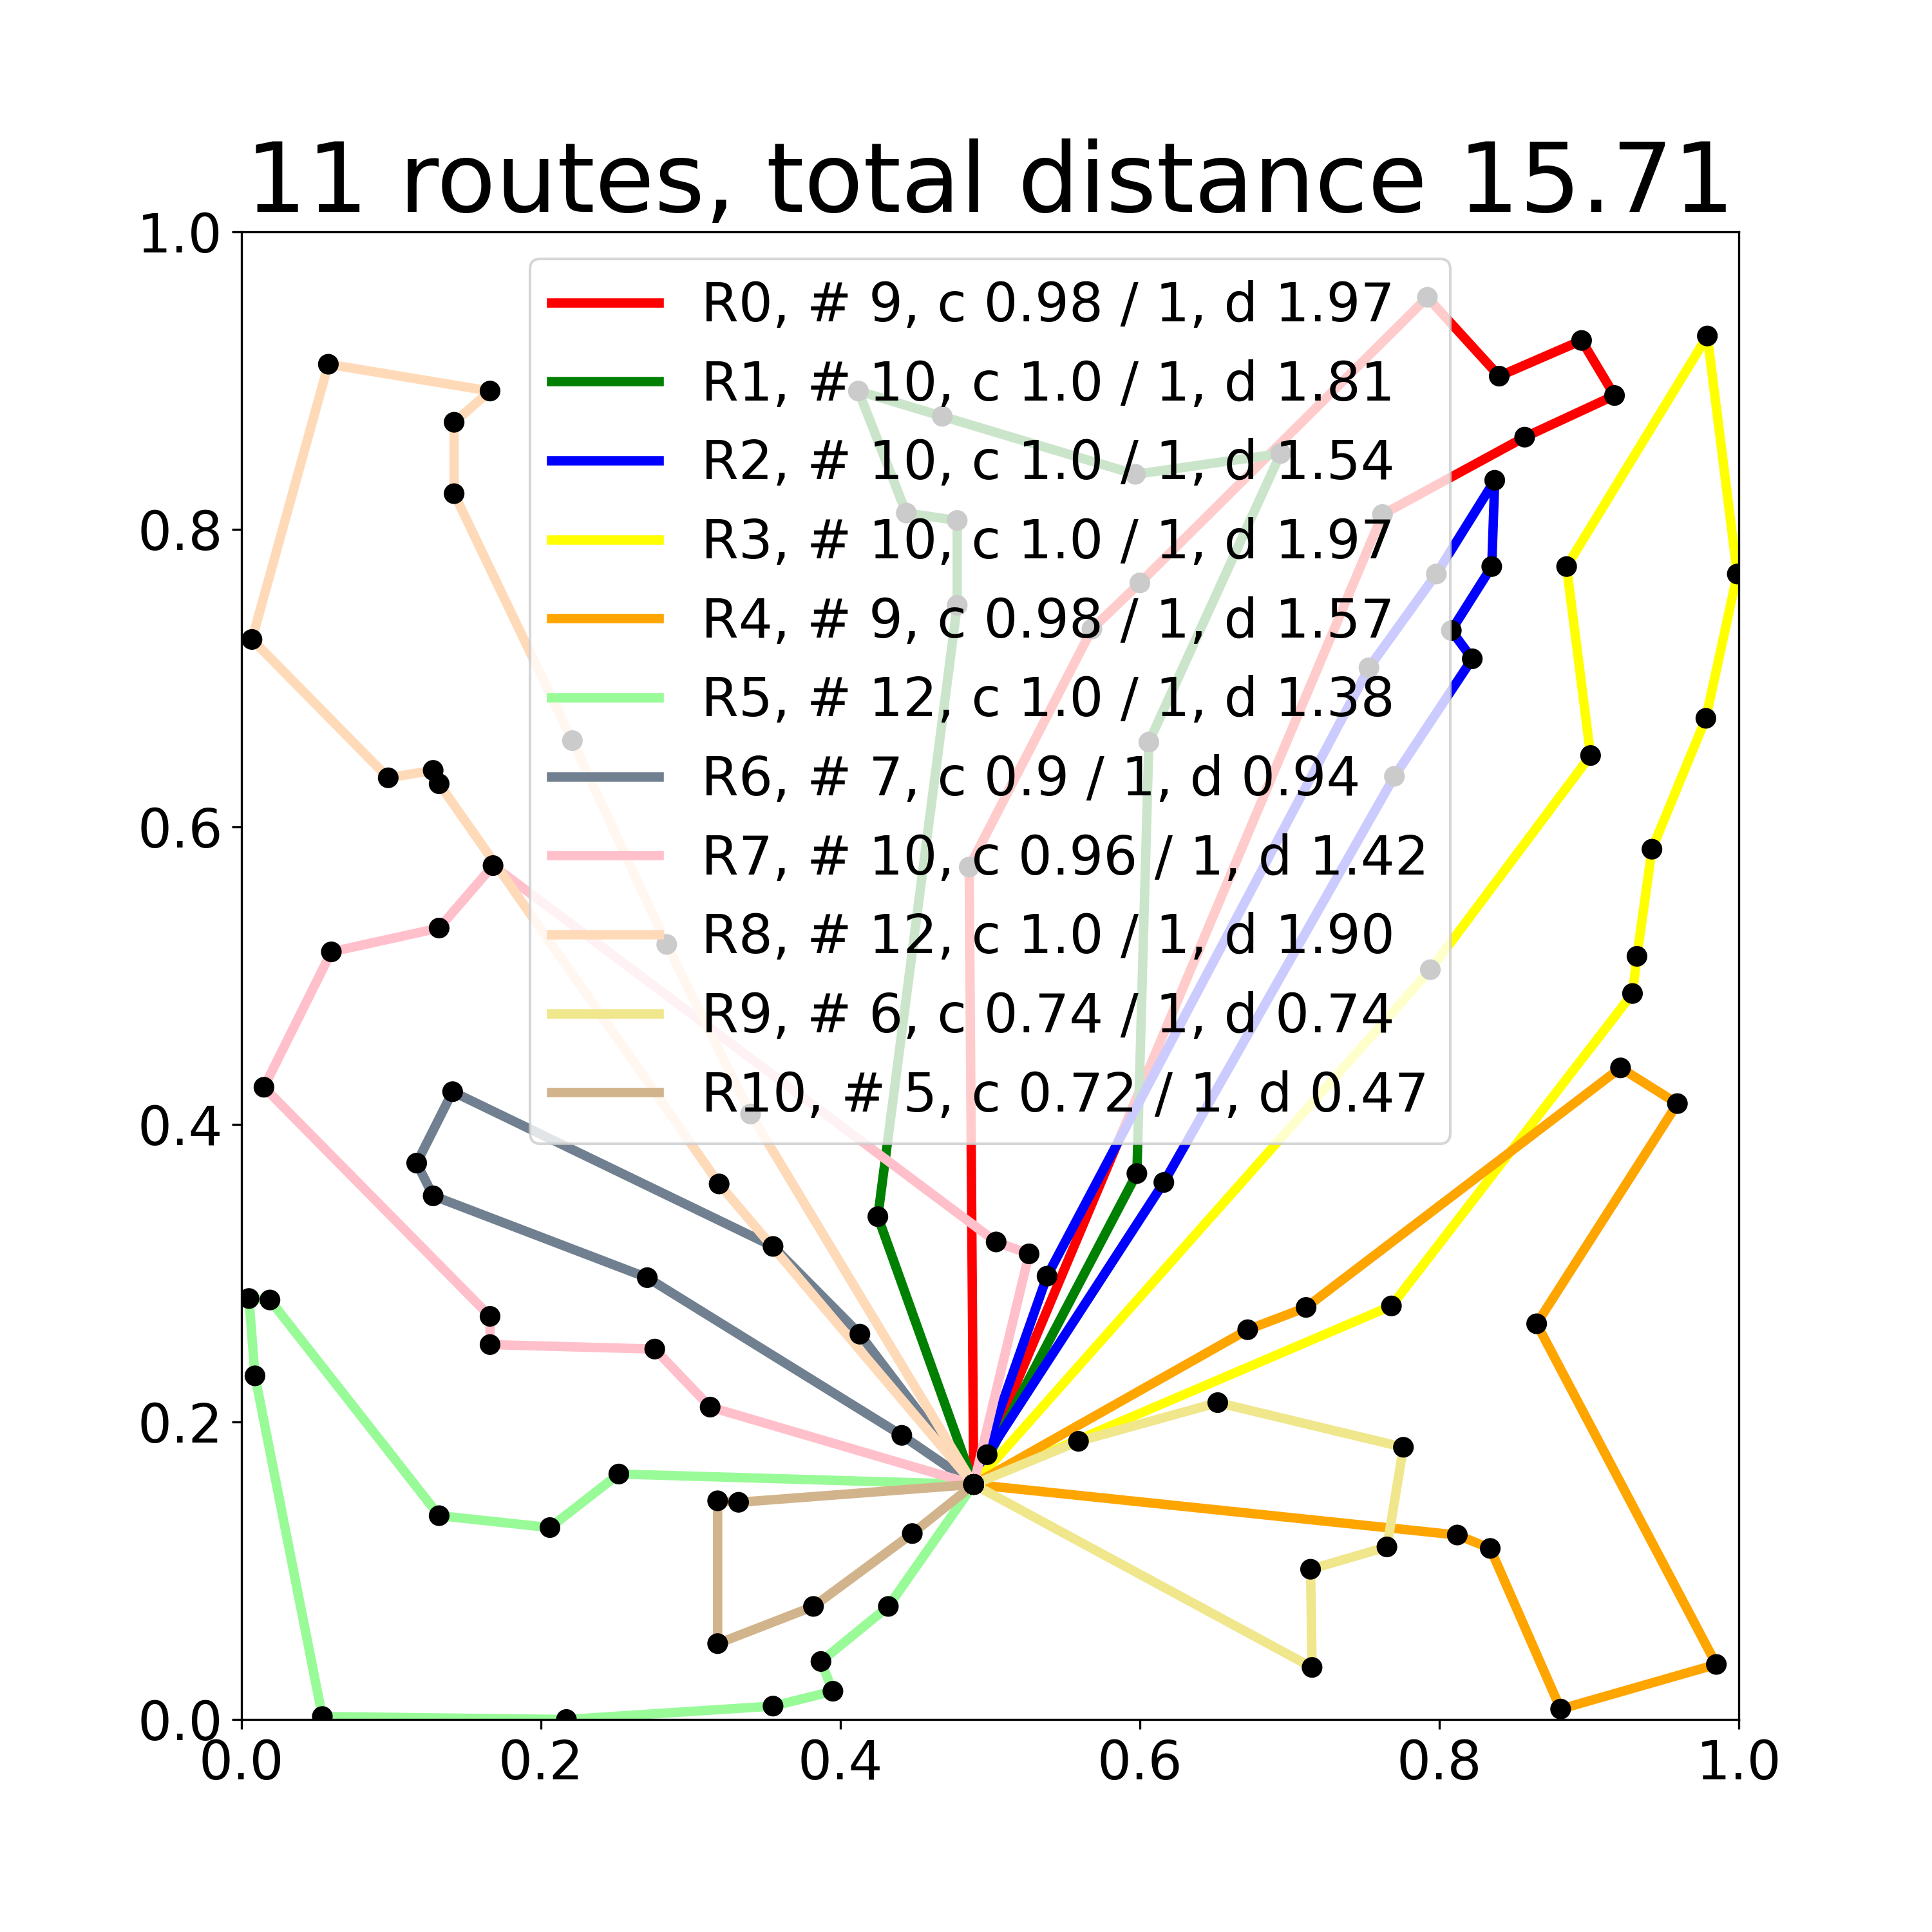 11 routes, total distance 15.71
1.0
0.8
0.6
0.4
0.2
0.0
R0, # 9, c 0.98 / 1, d 1.97
R1, # 10, c 1.0 / 1, d 1.81
R2, # 10, c 1.0 / 1, d 1.54
R3, # 10, c 1.0 / 1, d 1.97
R4, # 9, c 0.98 / 1, d 1.57
R5, # 12, c 1.0 / 1, d 1.38
R6, # 7, c 0.9 / 1, d 0.94
R7, # 10, c 0.96 / 1, d 1.42
R8, # 12, c 1.0 / 1, d 1.90
R9, # 6, c 0.74 / 1, d 0.74
R10, # 5, c 0.72 / 1, d 0.47
0.0 0.2 0.4 0.6 0.8 1.0